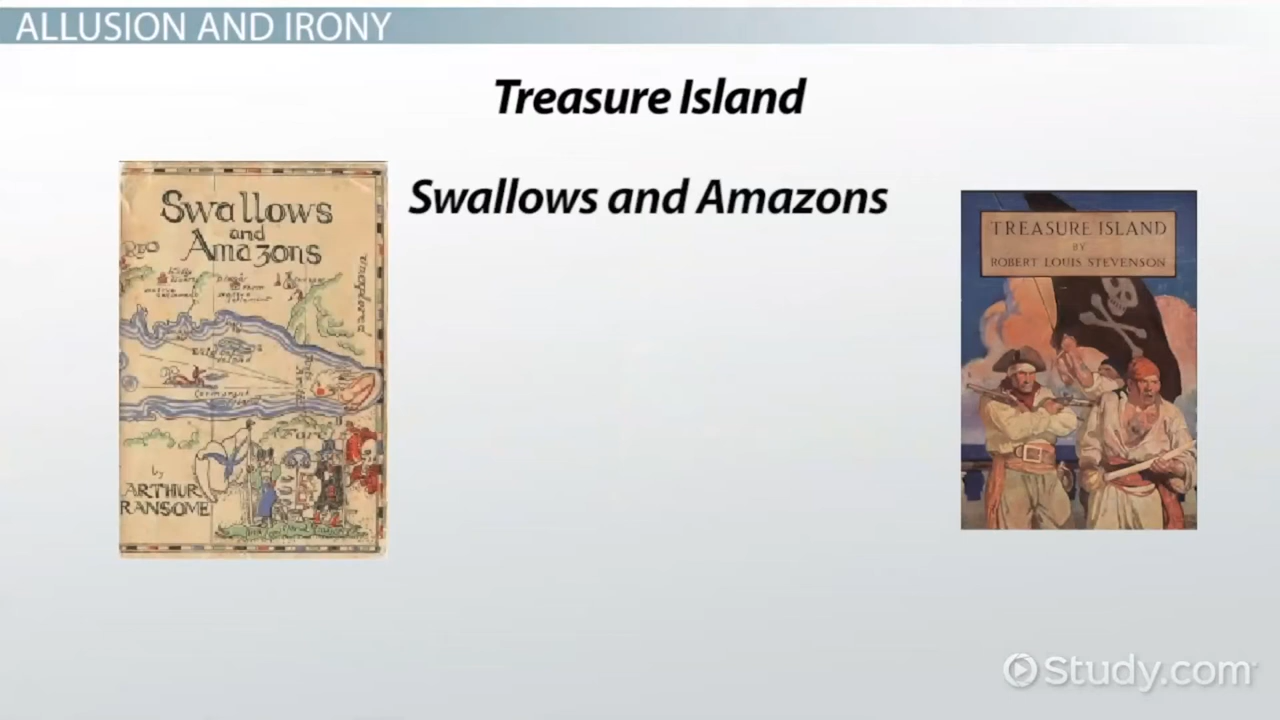 ALLUSION AND IRONY
Treasure Island
Swallows and Amazons
Swallows
and
Amazons
by
ARTHUR
RANSOME
TREASURE ISLAND
BY
ROBERT LOUIS STEVENSON
Study.com